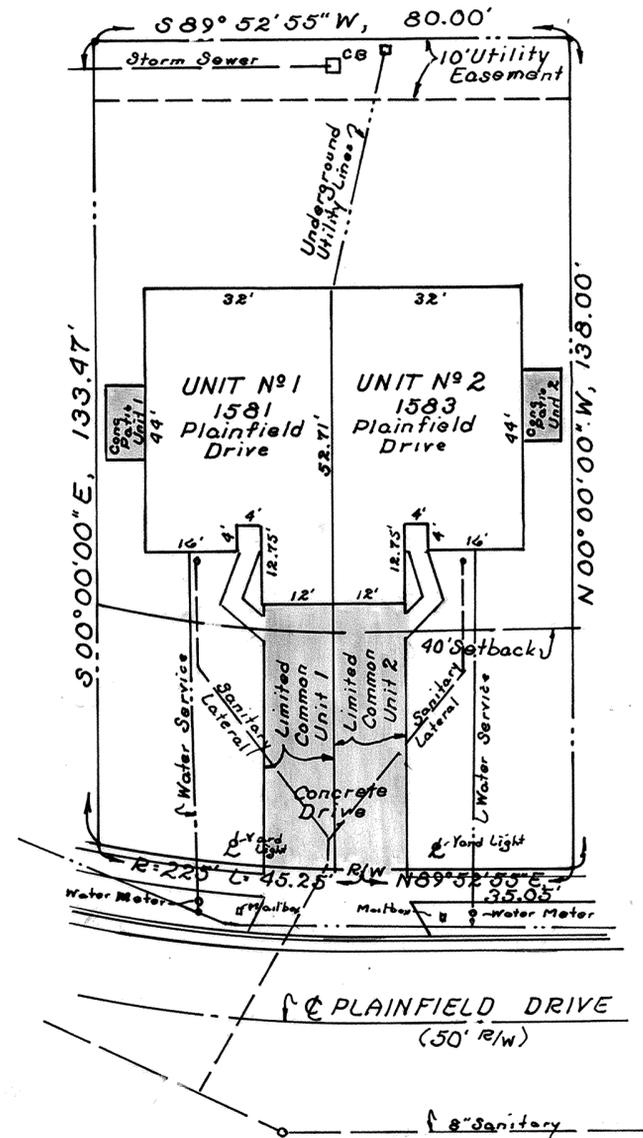 S 89° 52' 55" W, 80.00'
Storm Sewer
CB
10' Utility
Easement
Underground
Utility Lines
S 00° 00' 00" E, 133.47'
N 00° 00' 00" W, 138.00'
32'
32'
UNIT Nº 1
1581
Plainfield
Drive
UNIT Nº 2
1583
Plainfield
Drive
Conc.
Patio
Unit 1
44'
52.71'
44'
Conc.
Patio
Unit 2
4'
4'
4'
4'
16'
12.75'
12.75'
16'
12'
12'
40' Setback
Limited
Common
Unit 1
Limited
Common
Unit 2
Sanitary
Lateral
Sanitary
Lateral
Water Service
Water Service
Concrete
Drive
Yard
Light
Yard Light
R=225' L=45.25'
R/W
N 89° 52' 55" E
35.05'
Water Meter
Mailbox
Mailbox
Water Meter
℄ PLAINFIELD DRIVE
(50' R/W)
8" Sanitary